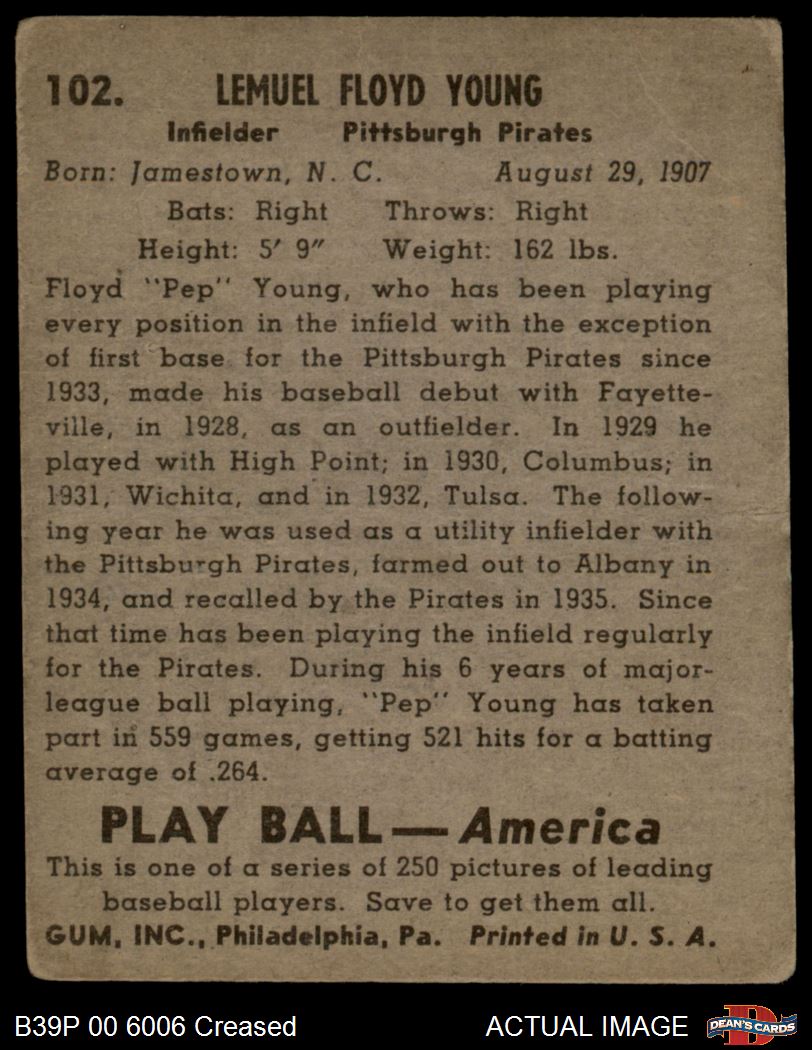 102. LEMUEL FLOYD YOUNG
Infielder Pittsburgh Pirates
Born: Jamestown, N. C. August 29, 1907
Bats: Right Throws: Right
Height: 5′ 9″ Weight: 162 lbs.
Floyd "Pep" Young, who has been playing
every position in the infield with the exception
of first base for the Pittsburgh Pirates since
1933, made his baseball debut with Fayette-
ville, in 1928, as an outfielder. In 1929 he
played with High Point; in 1930, Columbus; in
1931, Wichita, and in 1932, Tulsa. The follow-
ing year he was used as a utility infielder with
the Pittsburgh Pirates, farmed out to Albany in
1934, and recalled by the Pirates in 1935. Since
that time has been playing the infield regularly
for the Pirates. During his 6 years of major-
league ball playing, "Pep" Young has taken
part in 559 games, getting 521 hits for a batting
average of .264.
PLAY BALL—America
This is one of a series of 250 pictures of leading
baseball players. Save to get them all.
GUM, INC., Philadelphia, Pa. Printed in U. S. A.
B39P 00 6006 Creased ACTUAL IMAGE D DEAN'S CARDS